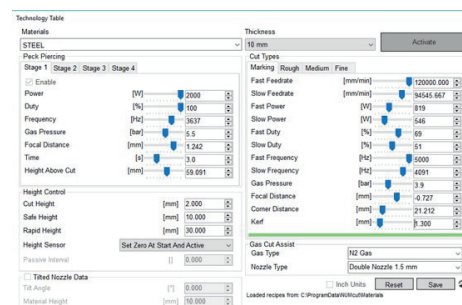 Technology Table
Materials
STEEL
Thickness
10 mm
Activate
Peck Piercing
Stage 1 Stage 2 Stage 3 Stage 4
Enable
Power [W] 2000
Duty [%] 100
Frequency [Hz] 3637
Gas Pressure [bar] 5.5
Focal Distance [mm] 1.242
Time [s] 3.0
Height Above Cut [mm] 59.091
Height Control
Cut Height [mm] 2.000
Safe Height [mm] 10.000
Rapid Height [mm] 30.000
Height Sensor Set Zero At Start And Active
Passive Interval [] 0.000
Tilted Nozzle Data
Tilt Angle [°] 0.000
Material Height [mm] 10.000
Cut Types
Marking Rough Medium Fine
Fast Feedrate [mm/min] 120000.000
Slow Feedrate [mm/min] 94545.667
Fast Power [W] 819
Slow Power [W] 546
Fast Duty [%] 69
Slow Duty [%] 51
Fast Frequency [Hz] 5000
Slow Frequency [Hz] 4091
Gas Pressure [bar] 3.9
Focal Distance [mm] -0.727
Corner Distance [mm] 21.212
Kerf [mm] 1.300
Gas Cut Assist
Gas Type N2 Gas
Nozzle Type Double Nozzle 1.5 mm
Inch Units Reset Save
Loaded recipes from: